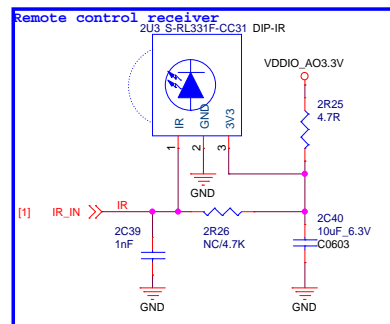 Remote control receiver
2U3 S-RL331F-CC31 DIP-IR
VDDIO_AO3.3V
IR
GND
3V3
1
2
3
2R25
4.7R
GND
[1] IR_IN IR
2C39
1nF
2R26
NC/4.7K
2C40
10uF_6.3V
C0603
GND
GND